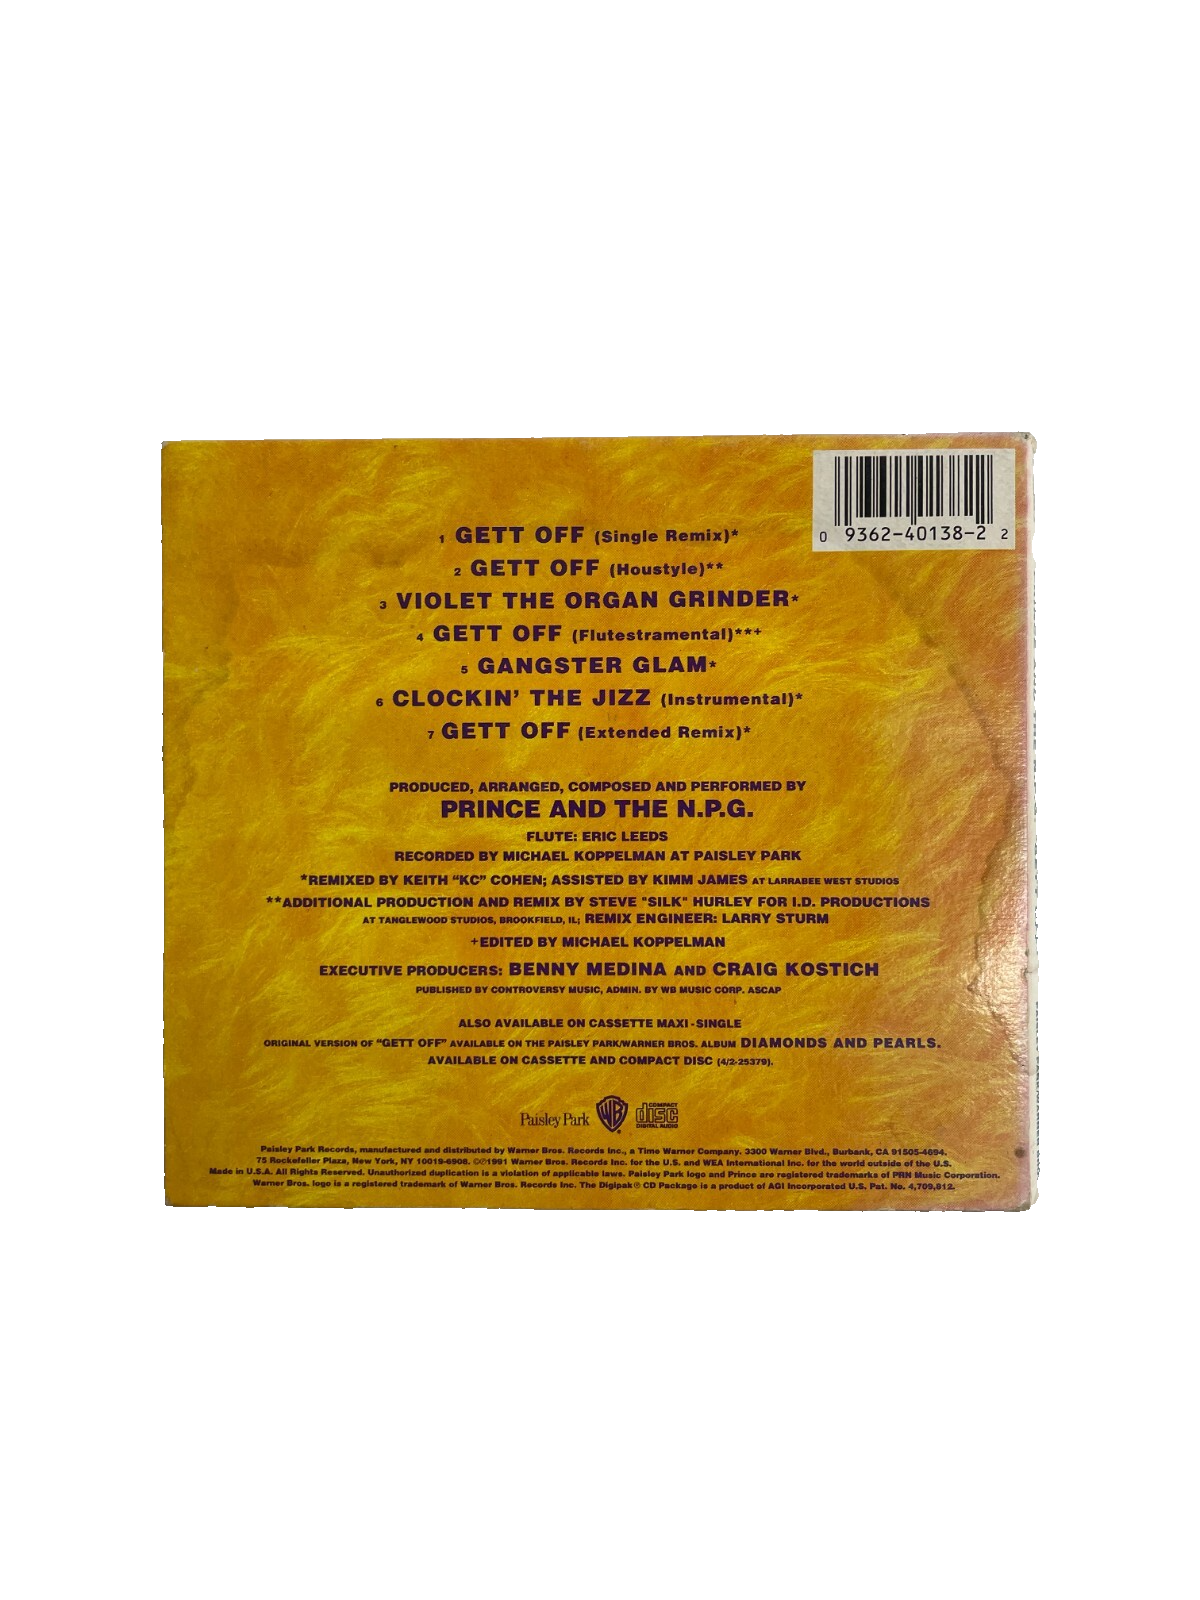 0 9362-40138-2 2
1 GETT OFF (Single Remix)*
2 GETT OFF (Houstyle)**
3 VIOLET THE ORGAN GRINDER*
4 GETT OFF (Flutestramental)**+
5 GANGSTER GLAM*
6 CLOCKIN' THE JIZZ (Instrumental)*
7 GETT OFF (Extended Remix)*
PRODUCED, ARRANGED, COMPOSED AND PERFORMED BY
PRINCE AND THE N.P.G.
FLUTE: ERIC LEEDS
RECORDED BY MICHAEL KOPPELMAN AT PAISLEY PARK
*REMIXED BY KEITH "KC" COHEN; ASSISTED BY KIMM JAMES AT LARRABEE WEST STUDIOS
**ADDITIONAL PRODUCTION AND REMIX BY STEVE "SILK" HURLEY FOR I.D. PRODUCTIONS
AT TANGLEWOOD STUDIOS, BROOKFIELD, IL; REMIX ENGINEER: LARRY STURM
+EDITED BY MICHAEL KOPPELMAN
EXECUTIVE PRODUCERS: BENNY MEDINA AND CRAIG KOSTICH
PUBLISHED BY CONTROVERSY MUSIC, ADMIN. BY WB MUSIC CORP. ASCAP
ALSO AVAILABLE ON CASSETTE MAXI-SINGLE
ORIGINAL VERSION OF "GETT OFF" AVAILABLE ON THE PAISLEY PARK/WARNER BROS. ALBUM DIAMONDS AND PEARLS.
AVAILABLE ON CASSETTE AND COMPACT DISC (4/2-25379).
Paisley Park WB COMPACT disc DIGITAL AUDIO
Paisley Park Records, manufactured and distributed by Warner Bros. Records Inc., a Time Warner Company. 3300 Warner Blvd., Burbank, CA 91505-4694.
75 Rockefeller Plaza, New York, NY 10019-6908. ©℗1991 Warner Bros. Records Inc. for the U.S. and WEA International Inc. for the world outside of the U.S.
Made in U.S.A. All Rights Reserved. Unauthorized duplication is a violation of applicable laws. Paisley Park logo and Prince are registered trademarks of PRN Music Corporation.
Warner Bros. logo is a registered trademark of Warner Bros. Records Inc. The Digipak® CD Package is a product of AGI Incorporated U.S. Pat. No. 4,709,812.